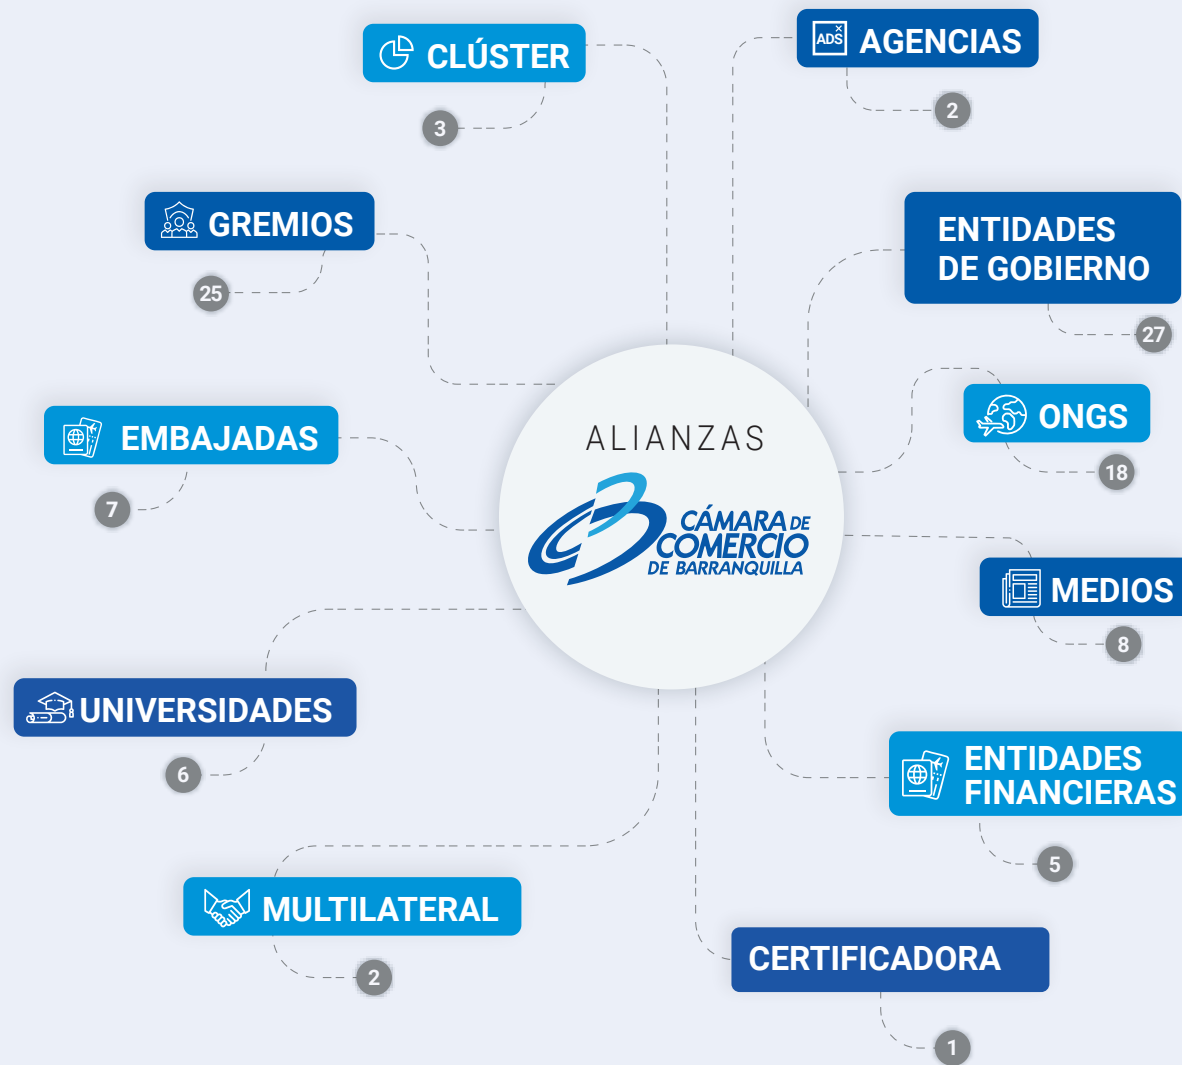 CLÚSTER
3
ADS
AGENCIAS
2
GREMIOS
25
ENTIDADES
DE GOBIERNO
27
EMBAJADAS
7
ONGS
18
ALIANZAS
CÁMARA DE
COMERCIO
DE BARRANQUILLA
MEDIOS
8
UNIVERSIDADES
6
ENTIDADES
FINANCIERAS
5
MULTILATERAL
2
CERTIFICADORA
1